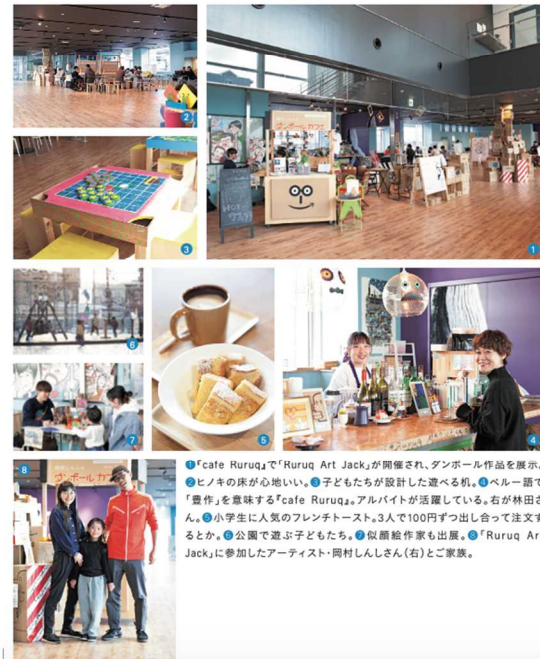 ダンボールカフェ
1
2
3
4
5
6
7
8
ダンボールカフェ
❶『cafe Ruruq』で「Ruruq Art Jack」が開催され、ダンボール作品を展示。
❷ヒノキの床が心地いい。❸子どもたちが設計した遊べる机。❹ペルー語で
「豊作」を意味する『cafe Ruruq』。アルバイトが活躍している。右が林田さ
ん。❺小学生に人気のフレンチトースト。3人で100円ずつ出し合って注文す
るとか。❻公園で遊ぶ子どもたち。❼似顔絵作家も出展。❽「Ruruq Art
Jack」に参加したアーティスト・岡村しんしさん（右）とご家族。